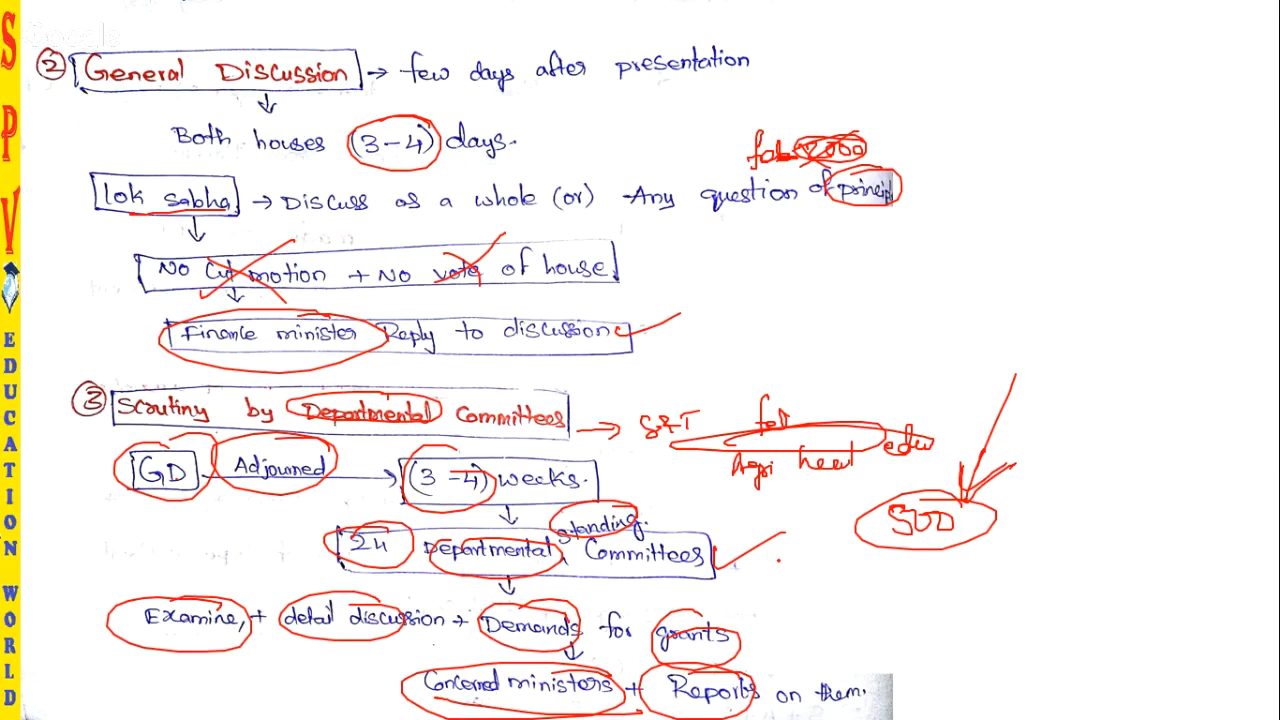 SPV EDUCATION WORLD
② General Discussion → few days after presentation
Both houses (3-4) days.
lok sabha → Discuss as a whole (or) Any question of princip
No cut motion + No vote of house
Finance minister Reply to discussion
③ Scrutiny by Departmental Committees →
GD Adjourned → (3-4) weeks.
standing.
24 Departmental Committees
Examine, + detail discussion + Demands for grants
Concerned ministers + Reports on them.